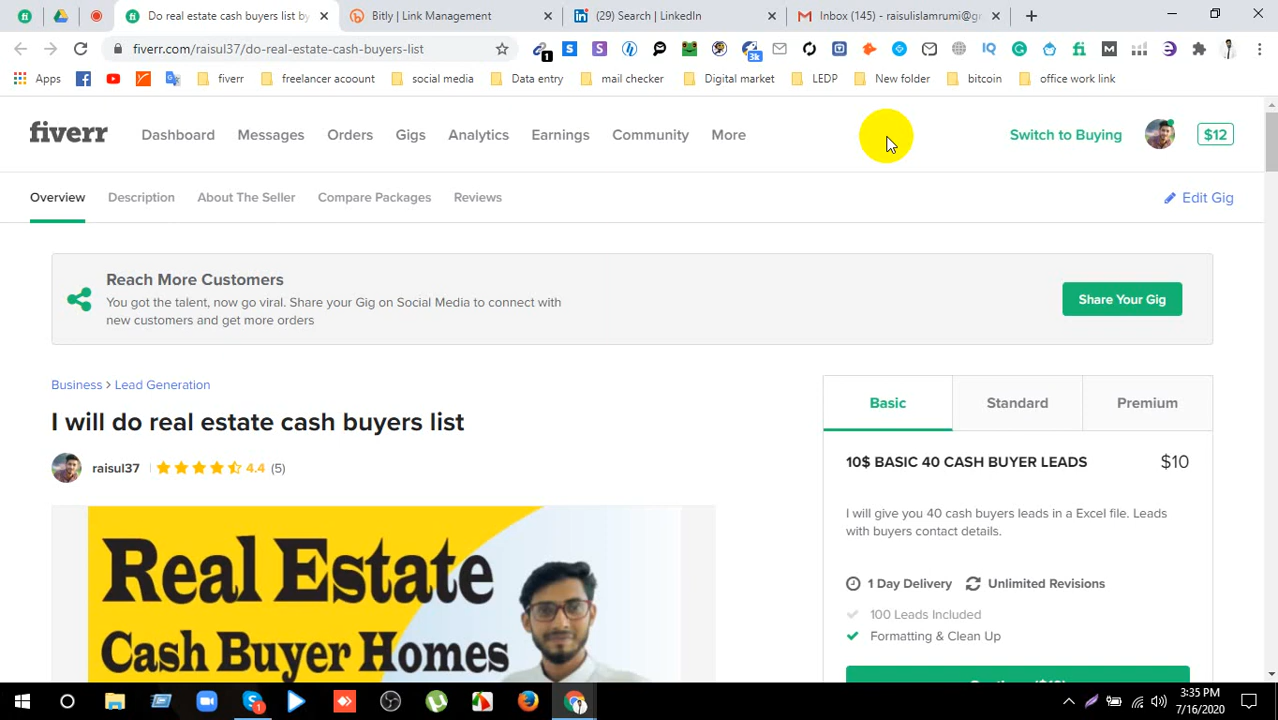 Do real estate cash buyers list by
Bitly | Link Management
(29) Search | LinkedIn
Inbox (145) - raisulislamrumi@g
fiverr.com/raisul37/do-real-estate-cash-buyers-list
Apps
fiverr
freelancer acoount
social media
Data entry
mail checker
Digital market
LEDP
New folder
bitcoin
office work link
fiverr
Dashboard
Messages
Orders
Gigs
Analytics
Earnings
Community
More
Switch to Buying
$12
Overview
Description
About The Seller
Compare Packages
Reviews
Edit Gig
Reach More Customers
You got the talent, now go viral. Share your Gig on Social Media to connect with
new customers and get more orders
Share Your Gig
Business > Lead Generation
I will do real estate cash buyers list
raisul37 4.4 (5)
Real Estate
Cash Buyer Homes
Basic
Standard
Premium
10$ BASIC 40 CASH BUYER LEADS $10
I will give you 40 cash buyers leads in a Excel file. Leads
with buyers contact details.
1 Day Delivery Unlimited Revisions
100 Leads Included
Formatting & Clean Up
3:35 PM
7/16/2020